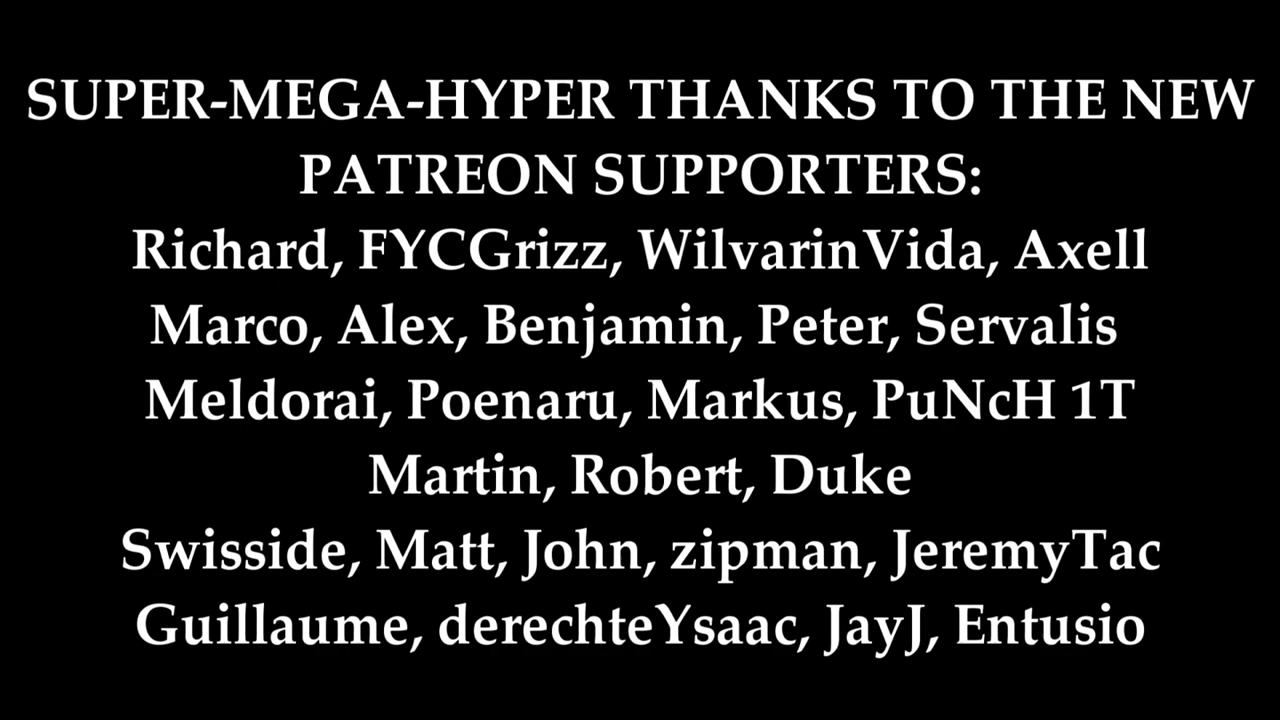 SUPER-MEGA-HYPER THANKS TO THE NEW
PATREON SUPPORTERS:
Richard, FYCGrizz, WilvarinVida, Axell
Marco, Alex, Benjamin, Peter, Servalis
Meldorai, Poenaru, Markus, PuNcH 1T
Martin, Robert, Duke
Swisside, Matt, John, zipman, JeremyTac
Guillaume, derechteYsaac, JayJ, Entusio